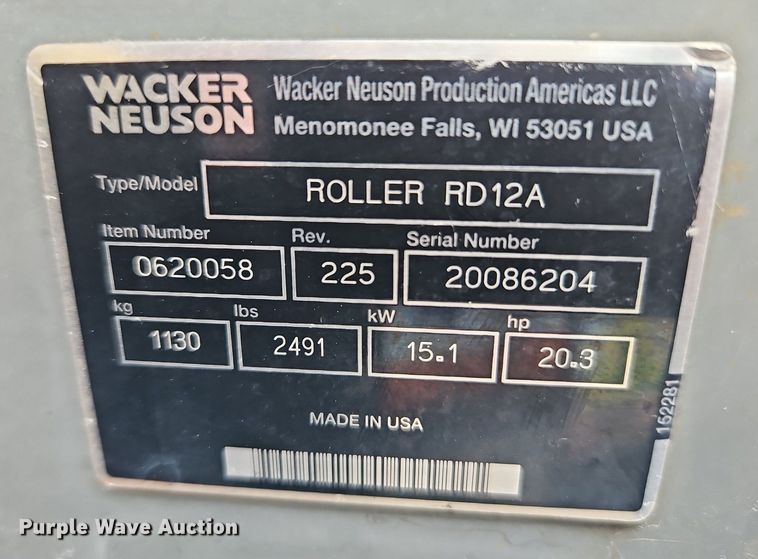 WACKER
NEUSON
Wacker Neuson Production Americas LLC
Menomonee Falls, WI 53051 USA
Type/Model ROLLER RD12A
Item Number Rev. Serial Number
0620058 225 20086204
kg lbs kW hp
1130 2491 15.1 20.3
MADE IN USA
152281
Purple Wave Auction